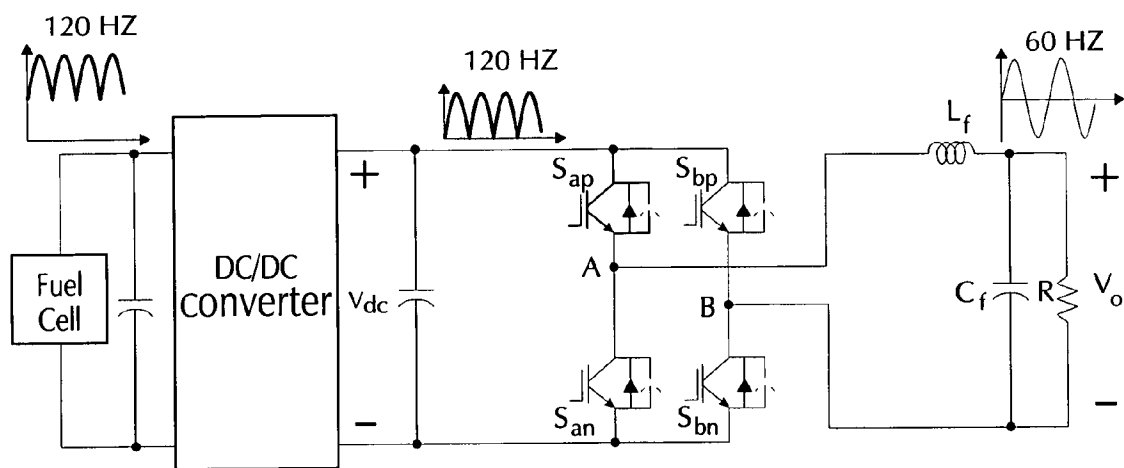 120 HZ
120 HZ
60 HZ
L_f
S_ap
S_bp
+
+
A
Fuel
Cell
DC/DC
converter
V_dc
B
C_f
R
V_o
S_an
S_bn
−
−